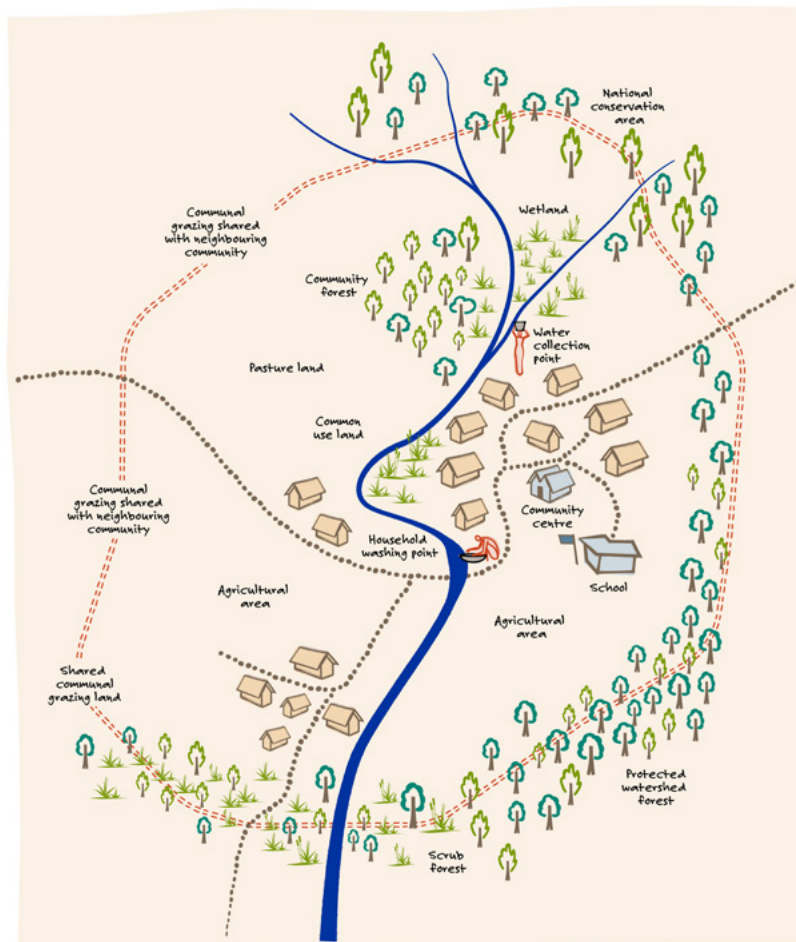 National
conservation
area
Communal
grazing shared
with neighbouring
community
Wetland
Community
forest
Water
collection
point
Pasture land
Common
use land
Communal
grazing shared
with neighbouring
community
Community
centre
Household
washing point
School
Agricultural
area
Agricultural
area
Shared
communal
grazing land
Protected
watershed
forest
Scrub
forest